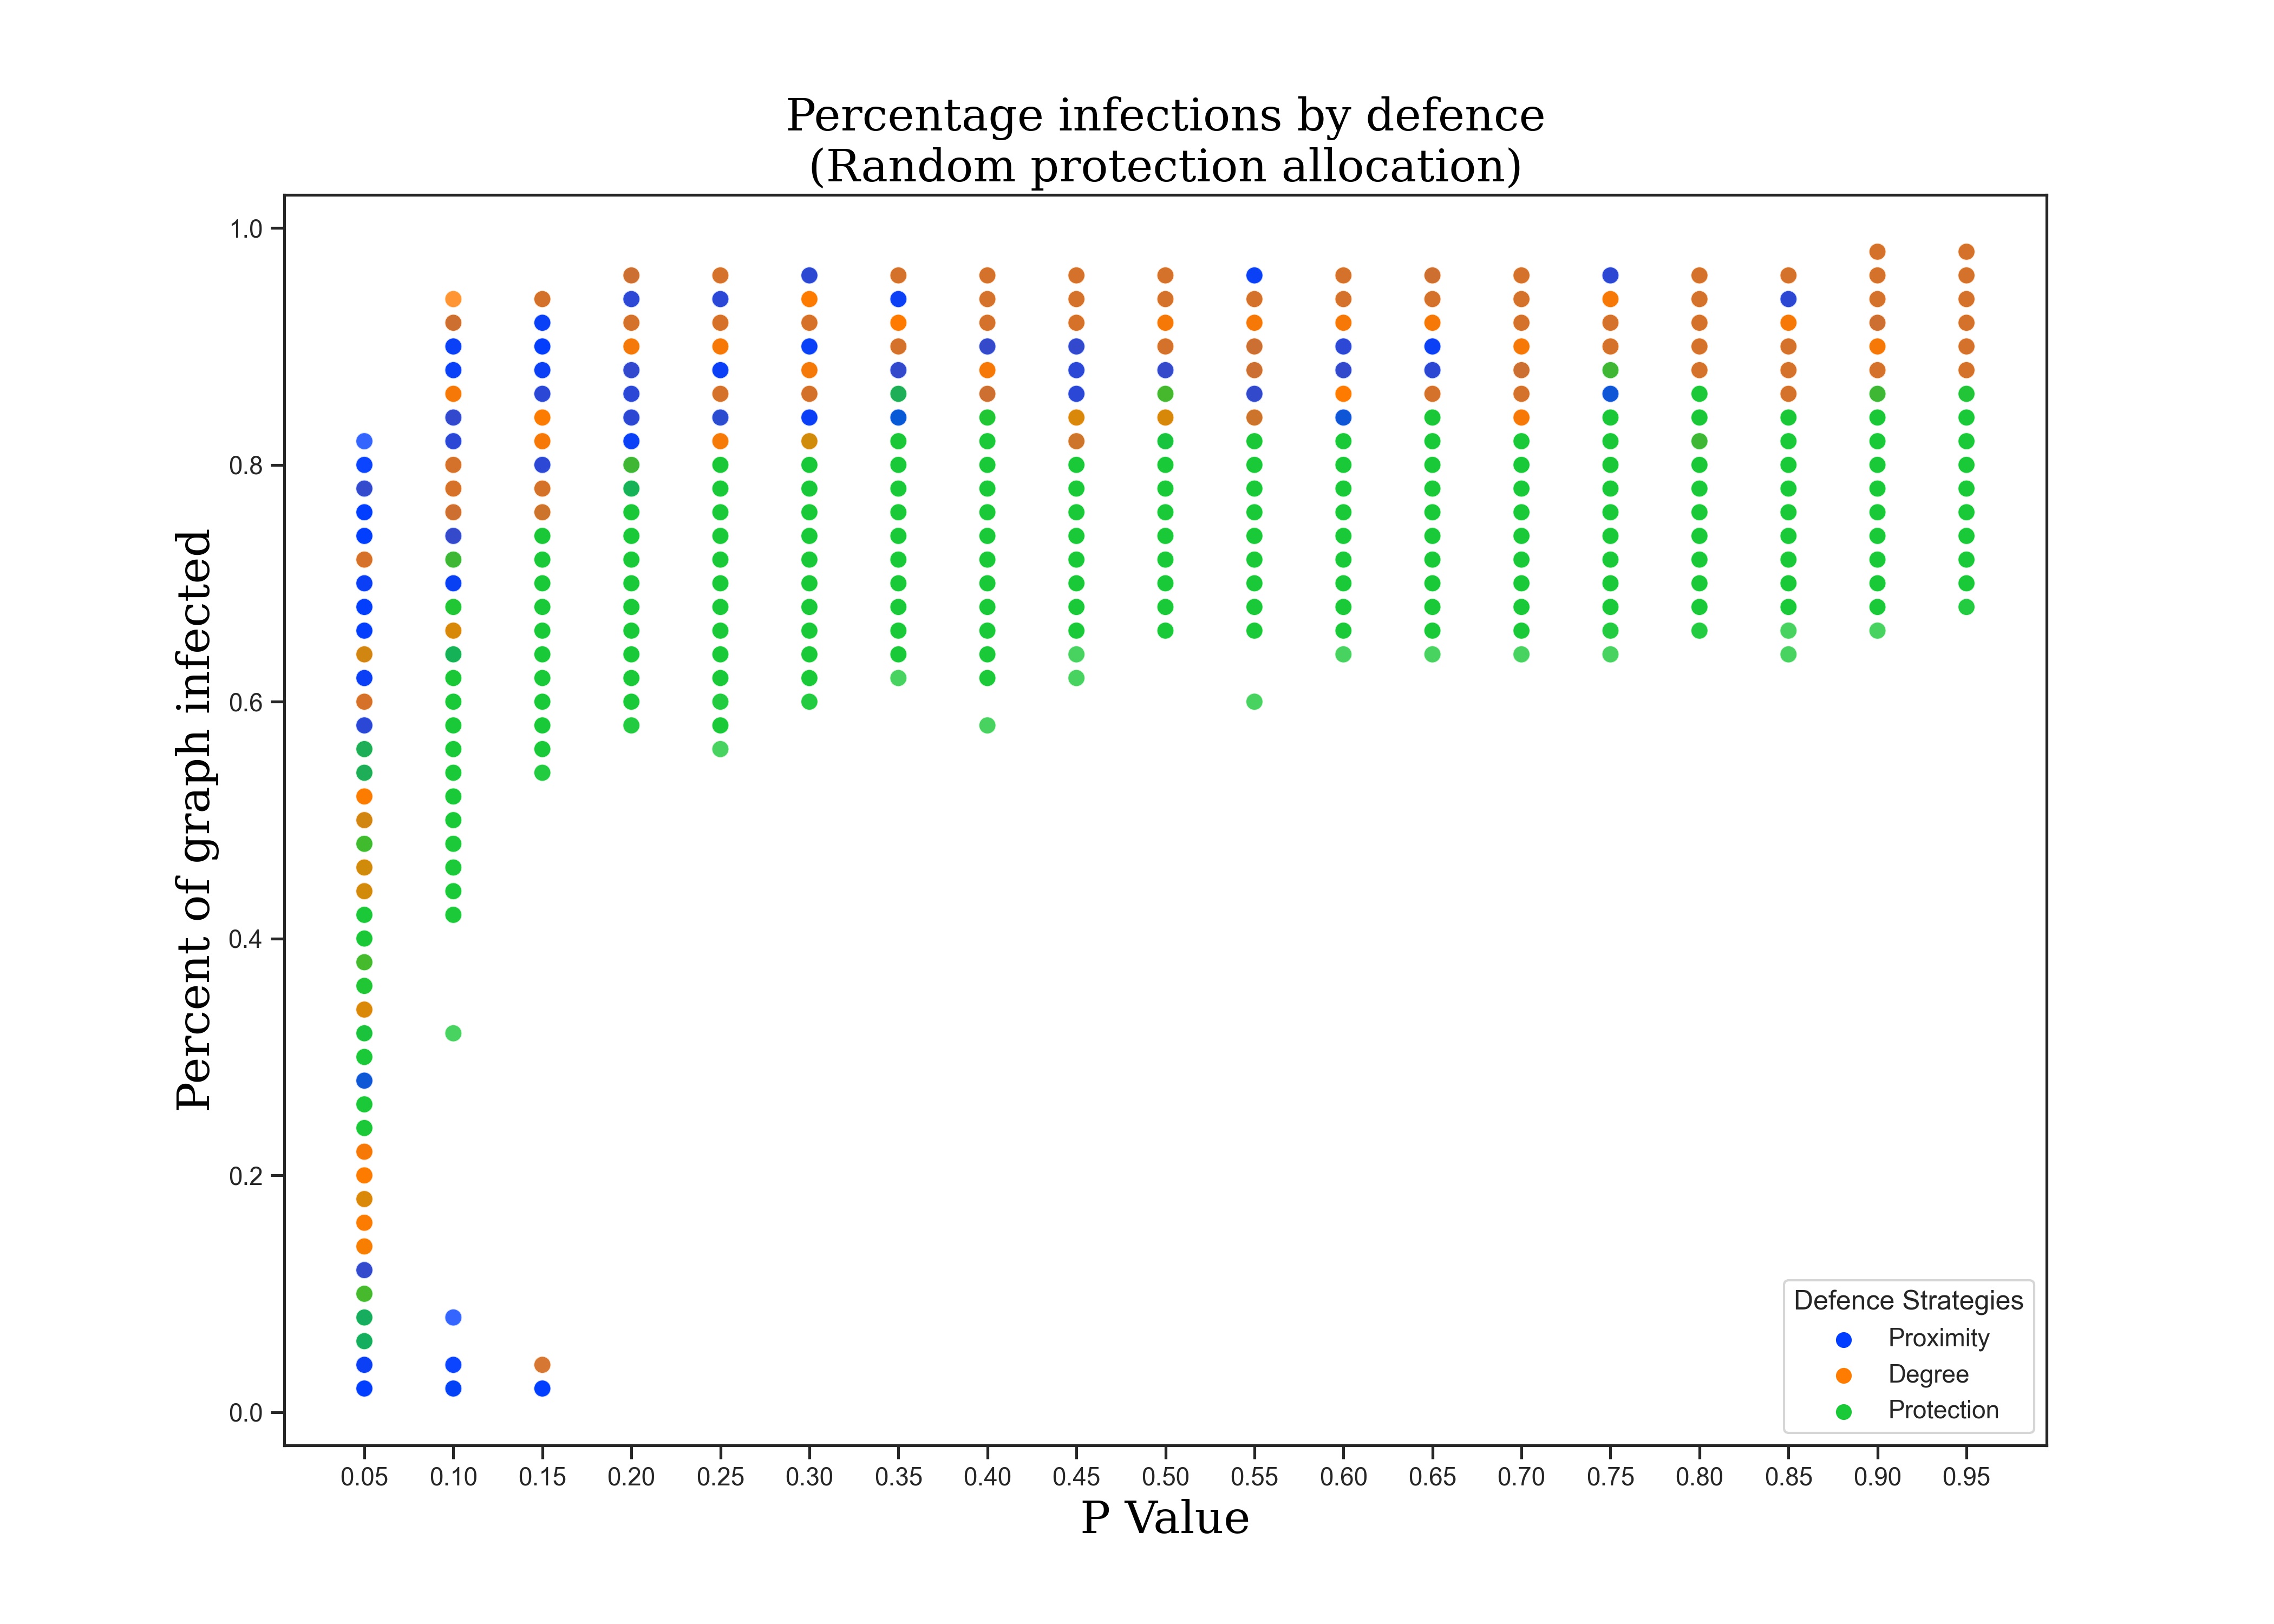 Percentage infections by defence
(Random protection allocation)
Percent of graph infected
1.0
0.8
0.6
0.4
0.2
0.0
0.05 0.10 0.15 0.20 0.25 0.30 0.35 0.40 0.45 0.50 0.55 0.60 0.65 0.70 0.75 0.80 0.85 0.90 0.95
P Value
Defence Strategies
Proximity
Degree
Protection